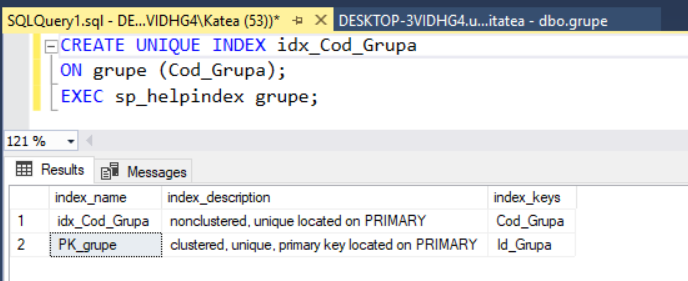 SQLQuery1.sql - DE...VIDHG4\Katea (53))* DESKTOP-3VIDHG4.u...itatea - dbo.grupe
CREATE UNIQUE INDEX idx_Cod_Grupa
ON grupe (Cod_Grupa);
EXEC sp_helpindex grupe;
121 %
Results Messages
index_name index_description index_keys
1 idx_Cod_Grupa nonclustered, unique located on PRIMARY Cod_Grupa
2 PK_grupe clustered, unique, primary key located on PRIMARY Id_Grupa